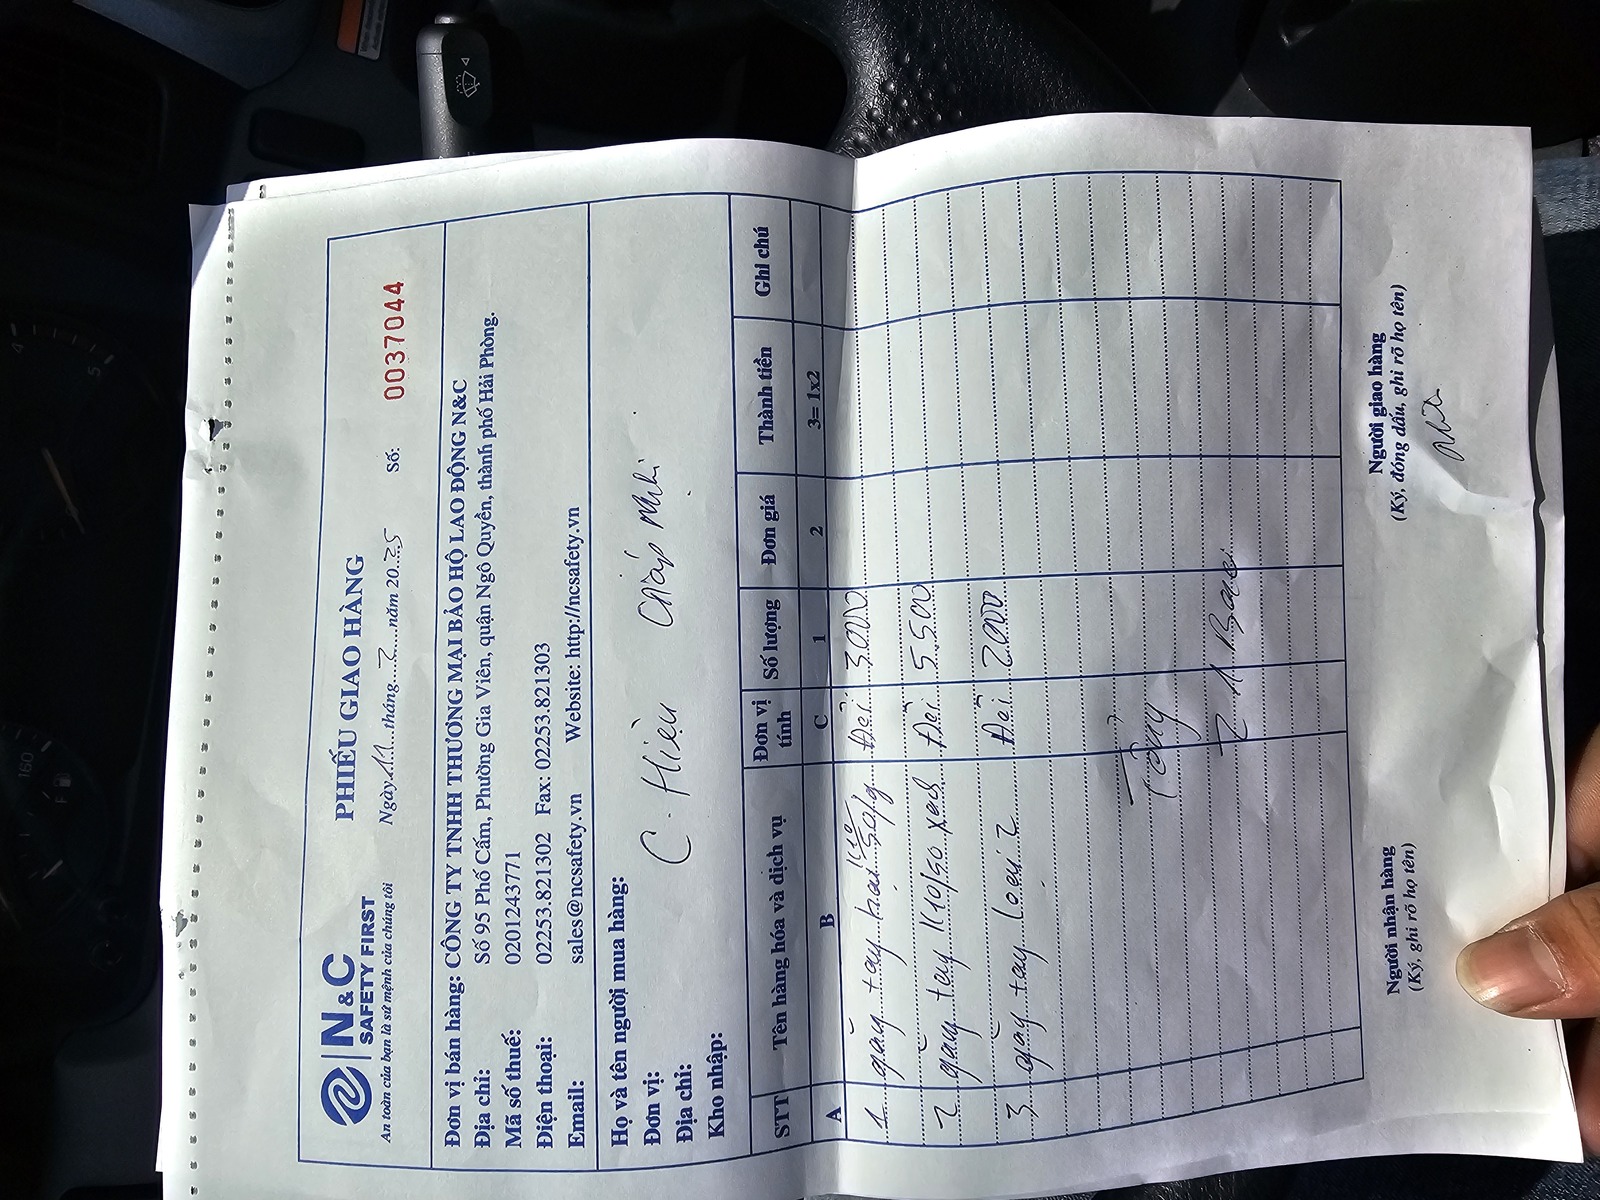 N&C
SAFETY FIRST
An toàn của bạn là sứ mệnh của chúng tôi
PHIẾU GIAO HÀNG
Ngày 11 tháng 2 năm 2025
Số: 0037044
Đơn vị bán hàng: CÔNG TY TNHH THƯƠNG MẠI BẢO HỘ LAO ĐỘNG N&C
Địa chỉ: Số 95 Phố Cấm, Phường Gia Viên, quận Ngô Quyền, thành phố Hải Phòng.
Mã số thuế: 0201243771
Điện thoại: 02253.821302 Fax: 02253.821303
Email: sales@ncsafety.vn Website: http://ncsafety.vn
Họ và tên người mua hàng:
Đơn vị: C. Hiền
Địa chỉ:
Kho nhập:
STT Tên hàng hóa và dịch vụ Đơn vị tính Số lượng Đơn giá Thành tiền Ghi chú
A B C 1 2 3= 1x2
1 găng tay 50/g Đôi 3.000
2 găng tay K10/50 Đôi 5.500
3 găng tay loại 2 Đôi 2.000
Người nhận hàng
(Ký, ghi rõ họ tên)
Người giao hàng
(Ký, đóng dấu, ghi rõ họ tên)